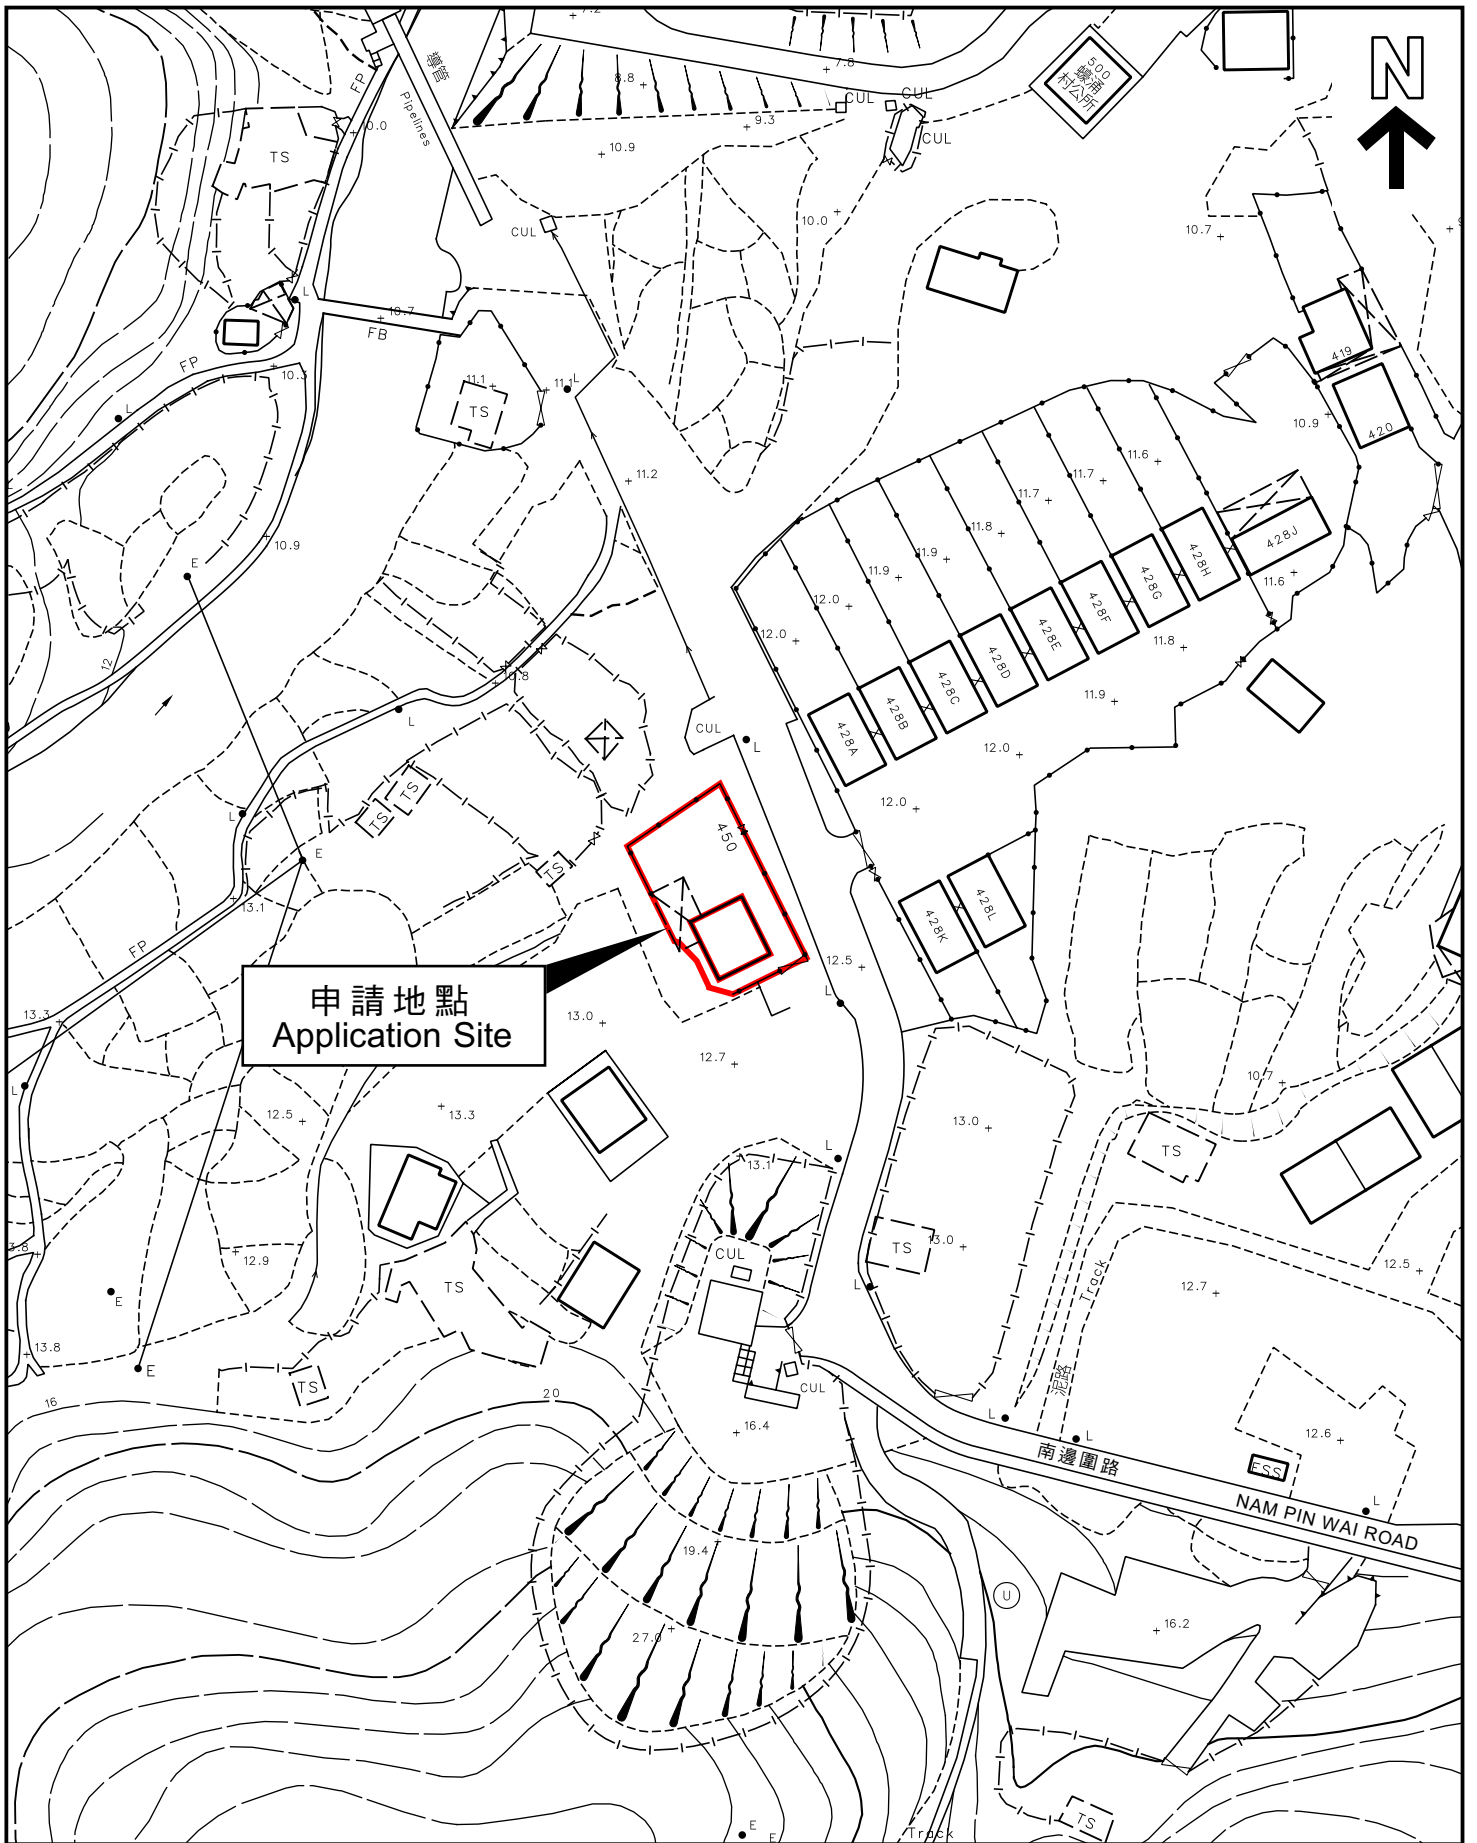 7.2
導管
FP
7.8
500
蠔涌
村公所
N
8.8
Pipelines
CUL
CUL
9.3
CUL
10.9
TS
10.0
CUL
10.7
10.7
FB
FP
10.3
419
11.1
11.1
L
TS
L
L
10.9
420
11.2
11.6
11.7
11.7
11.8
11.9
11.9
12.0
12.0
10.9
E
428J
428H
428G
428F
428E
428D
428C
428B
428A
11.6
11.8
11.9
12.0
12.0
12
10.8
L
CUL
L
TS
TS
TS
L
E
450
13.1
FP
428L
428K
12.5
L
申請地點
Application Site
13.3
13.0
12.7
L
12.5
13.3
10.7
13.0
TS
13.1
L
TS
13.0
CUL
12.9
TS
Track
12.7
12.5
L
E
13.8
E
TS
16
20
CUL
泥路
L
L
16.4
12.6
南邊圍路
ESS
L
NAM PIN WAI ROAD
19.4
U
16.2
27.0
TS
E
E
Track